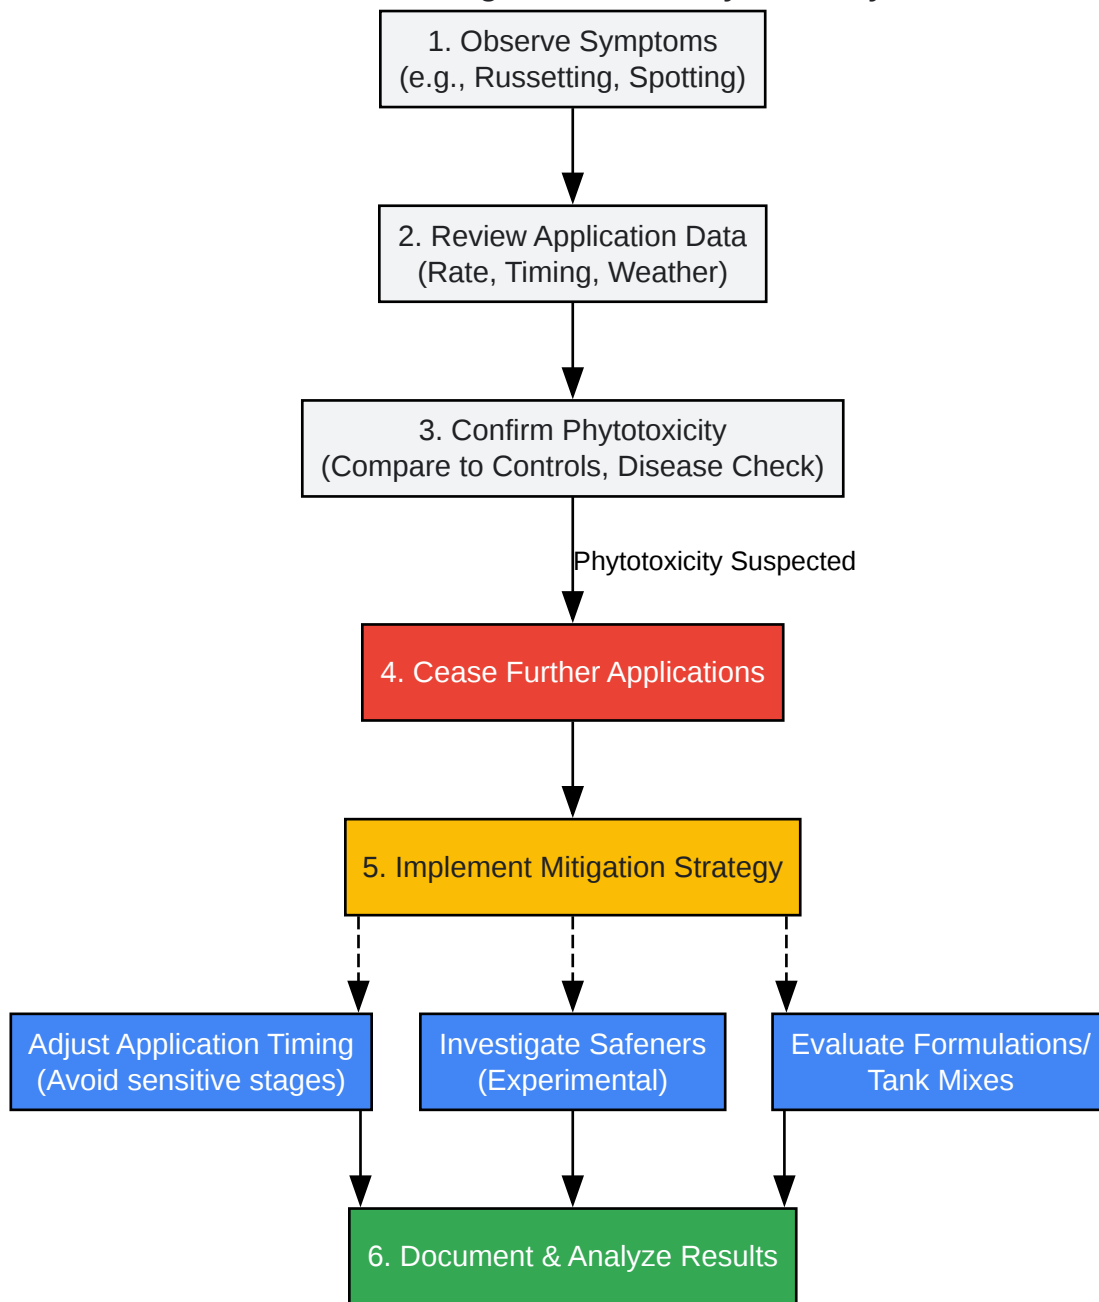 1. Observe Symptoms
(e.g., Russetting, Spotting)
2. Review Application Data
(Rate, Timing, Weather)
3. Confirm Phytotoxicity
(Compare to Controls, Disease Check)
Phytotoxicity Suspected
4. Cease Further Applications
5. Implement Mitigation Strategy
Adjust Application Timing
(Avoid sensitive stages)
Investigate Safeners
(Experimental)
Evaluate Formulations/
Tank Mixes
6. Document & Analyze Results